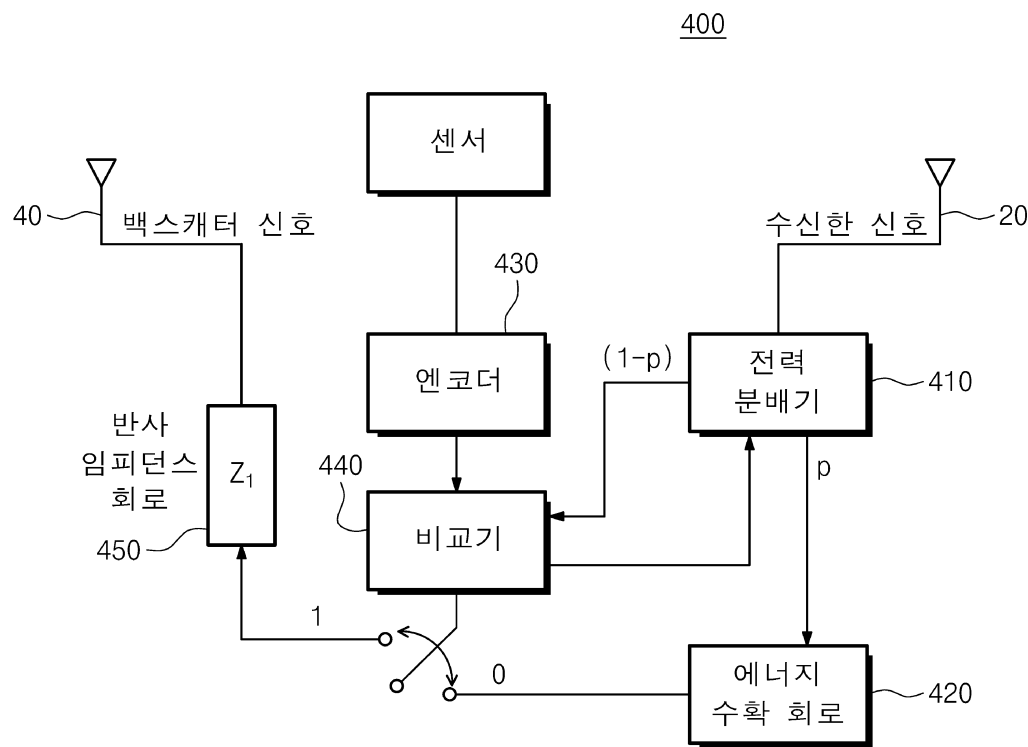 400
센서
40
백스캐터 신호
수신한 신호
20
430
엔코더
(1-p)
전력
분배기
410
반사
임피던스
회로
Z₁
450
440
비교기
p
1
0
에너지
수확 회로
420